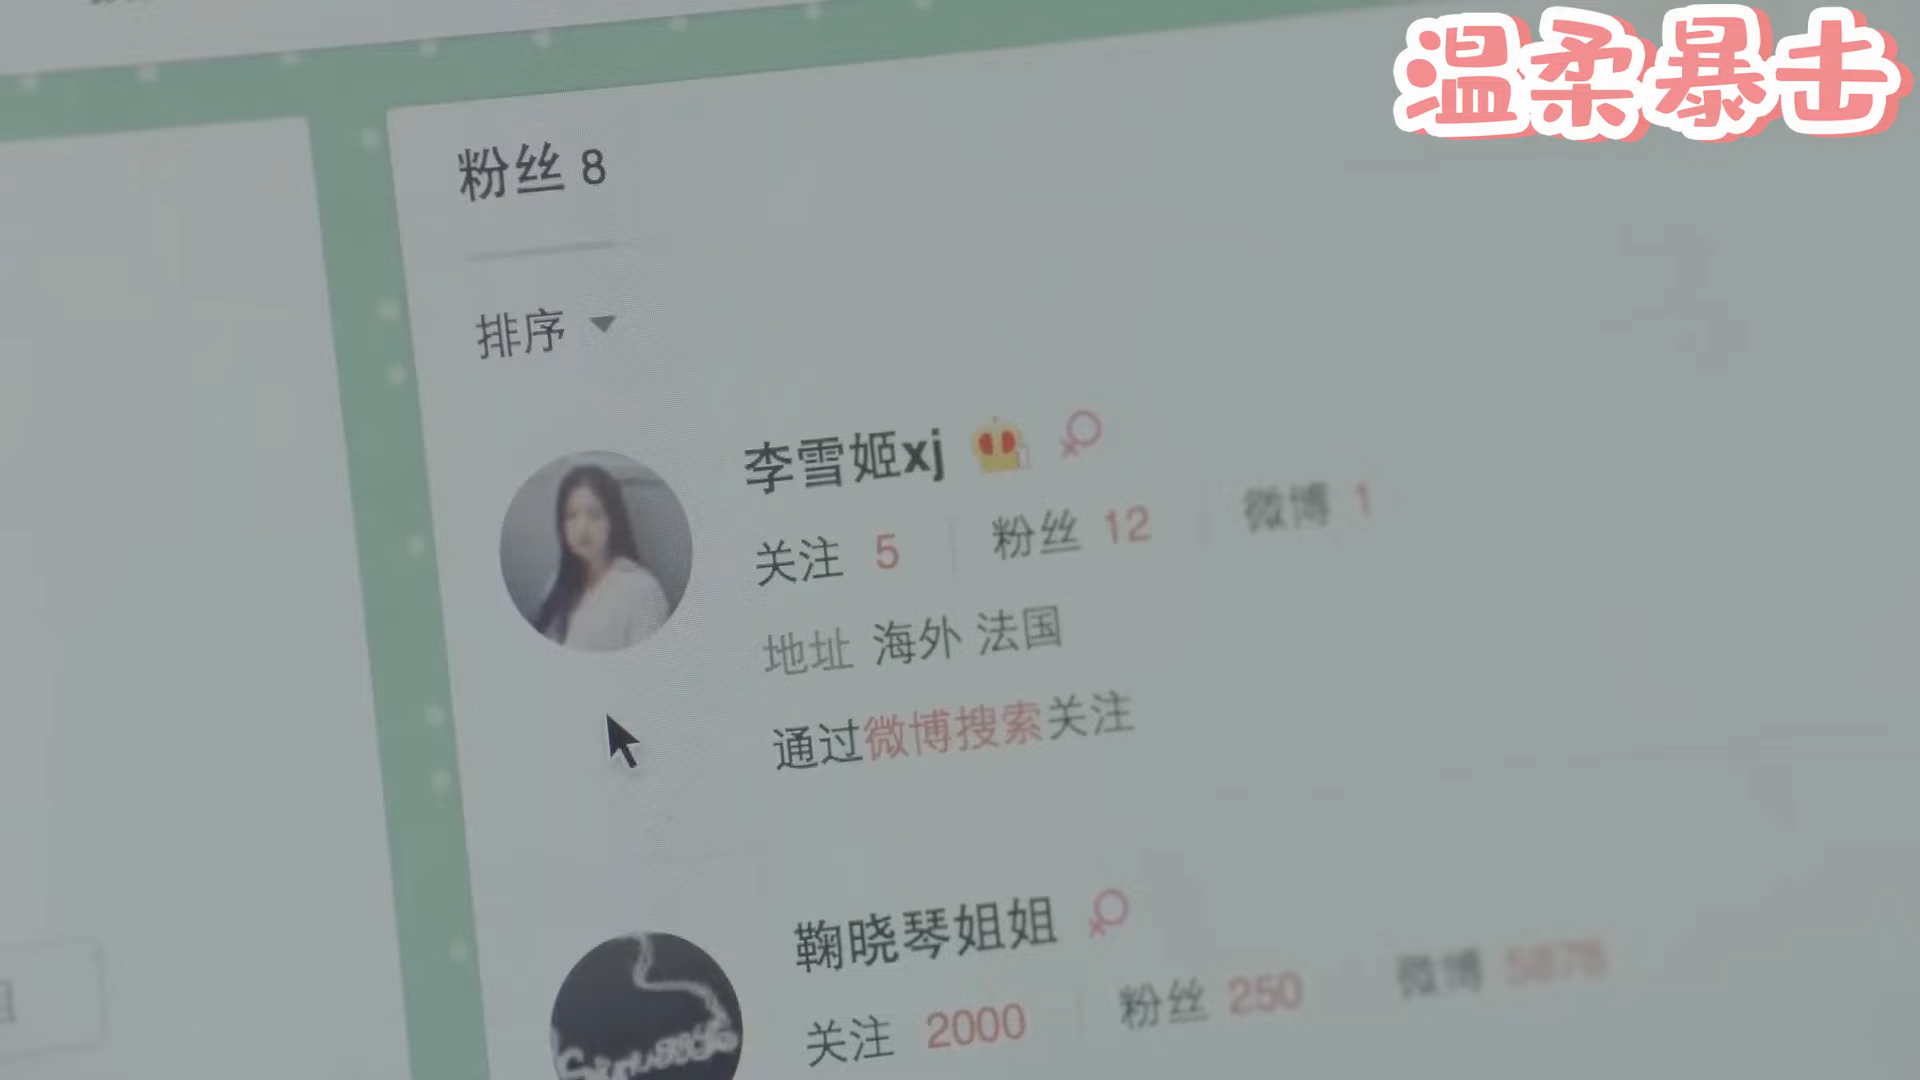 温柔暴击
粉丝 8
排序
李雪姬xj
关注 5 粉丝 12 微博 1
地址 海外 法国
通过微博搜索关注
鞠晓琴姐姐
关注 2000 粉丝 250 微博 5878